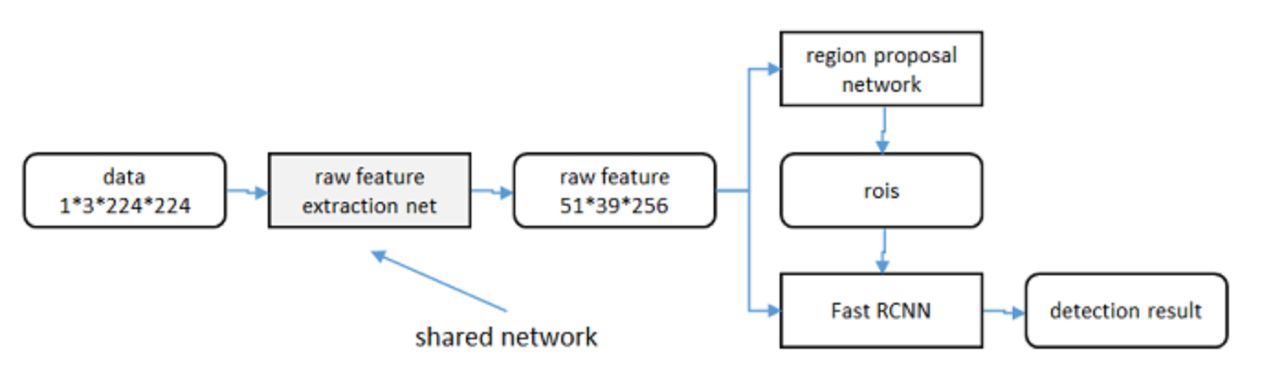 region proposal
network
data
1*3*224*224
raw feature
extraction net
raw feature
51*39*256
rois
Fast RCNN
detection result
shared network